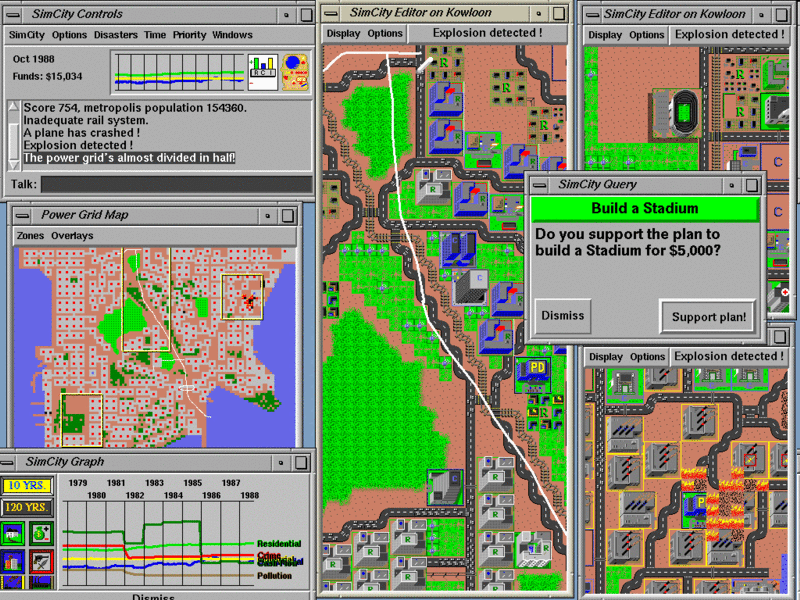 SimCity Controls
SimCity Options Disasters Time Priority Windows
Oct 1988
Funds: $15,034
R C I
Score 754, metropolis population 154360.
Inadequate rail system.
A plane has crashed !
Explosion detected !
The power grid's almost divided in half!
Talk:
Power Grid Map
Zones Overlays
SimCity Graph
10 YRS.
120 YRS.
1979 1981 1983 1985 1987
1980 1982 1984 1986 1988
Residential
Crime
Pollution
Dismiss
SimCity Editor on Kowloon
Display Options Explosion detected !
R
R
R
R
R
C
PD
C
R
R
R
R
R
R
R
R
R
R
SimCity Editor on Kowloon
Display Options Explosion detected !
R
R
C
C
C
SimCity Query
Build a Stadium
Do you support the plan to
build a Stadium for $5,000?
Dismiss Support plan!
Display Options Explosion detected !
P